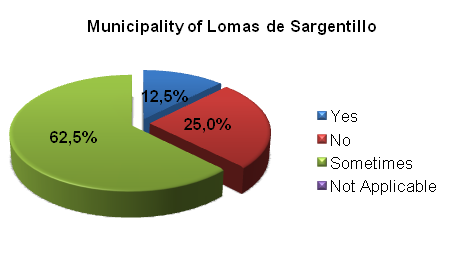 Municipality of Lomas de Sargentillo
12,5%
25,0%
62,5%
Yes
No
Sometimes
Not Applicable